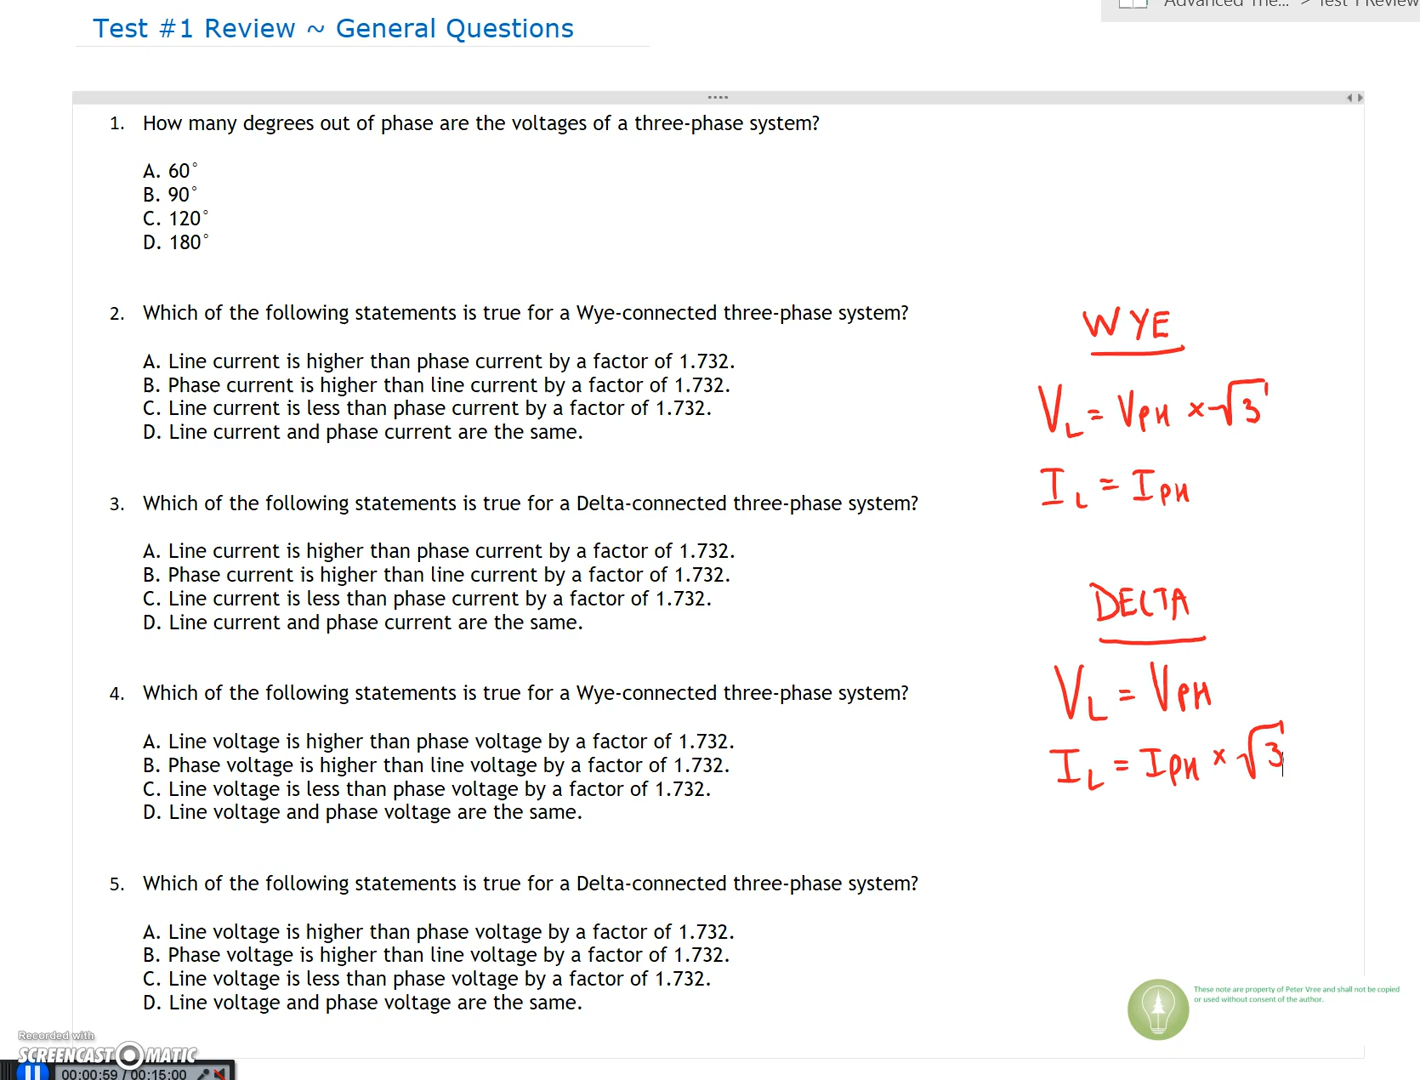 Advanced The... > Test 1 Review
Test #1 Review ~ General Questions
1. How many degrees out of phase are the voltages of a three-phase system?
A. 60°
B. 90°
C. 120°
D. 180°
2. Which of the following statements is true for a Wye-connected three-phase system?
A. Line current is higher than phase current by a factor of 1.732.
B. Phase current is higher than line current by a factor of 1.732.
C. Line current is less than phase current by a factor of 1.732.
D. Line current and phase current are the same.
WYE
VL = VPH × √3
IL = IPH
3. Which of the following statements is true for a Delta-connected three-phase system?
A. Line current is higher than phase current by a factor of 1.732.
B. Phase current is higher than line current by a factor of 1.732.
C. Line current is less than phase current by a factor of 1.732.
D. Line current and phase current are the same.
DELTA
VL = VPH
IL = IPH × √3
4. Which of the following statements is true for a Wye-connected three-phase system?
A. Line voltage is higher than phase voltage by a factor of 1.732.
B. Phase voltage is higher than line voltage by a factor of 1.732.
C. Line voltage is less than phase voltage by a factor of 1.732.
D. Line voltage and phase voltage are the same.
5. Which of the following statements is true for a Delta-connected three-phase system?
A. Line voltage is higher than phase voltage by a factor of 1.732.
B. Phase voltage is higher than line voltage by a factor of 1.732.
C. Line voltage is less than phase voltage by a factor of 1.732.
D. Line voltage and phase voltage are the same.
These note are property of Peter Vree and shall not be copied
or used without consent of the author.
Recorded with
SCREENCAST-O-MATIC
00:00:59 / 00:15:00